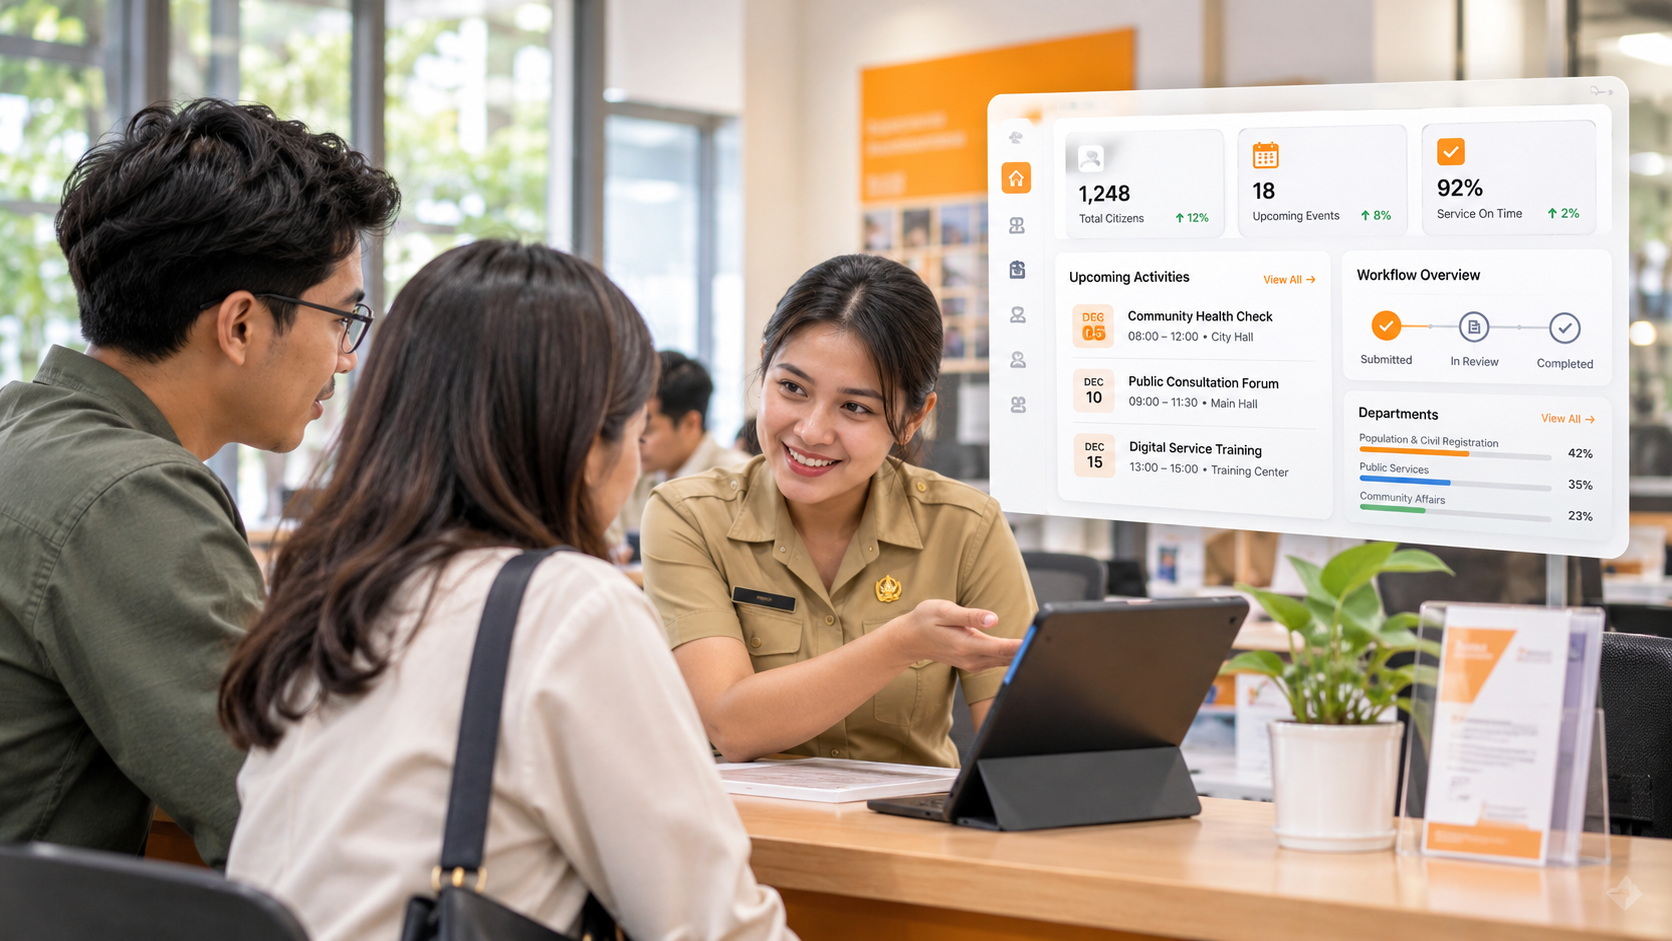 1,248
Total Citizens
↑ 12%
18
Upcoming Events
↑ 8%
92%
Service On Time
↑ 2%
Upcoming Activities
View All →
DEC
05
Community Health Check
08:00 – 12:00 • City Hall
DEC
10
Public Consultation Forum
09:00 – 11:30 • Main Hall
DEC
15
Digital Service Training
13:00 – 15:00 • Training Center
Workflow Overview
Submitted
In Review
Completed
Departments
View All →
Population & Civil Registration
42%
Public Services
35%
Community Affairs
23%